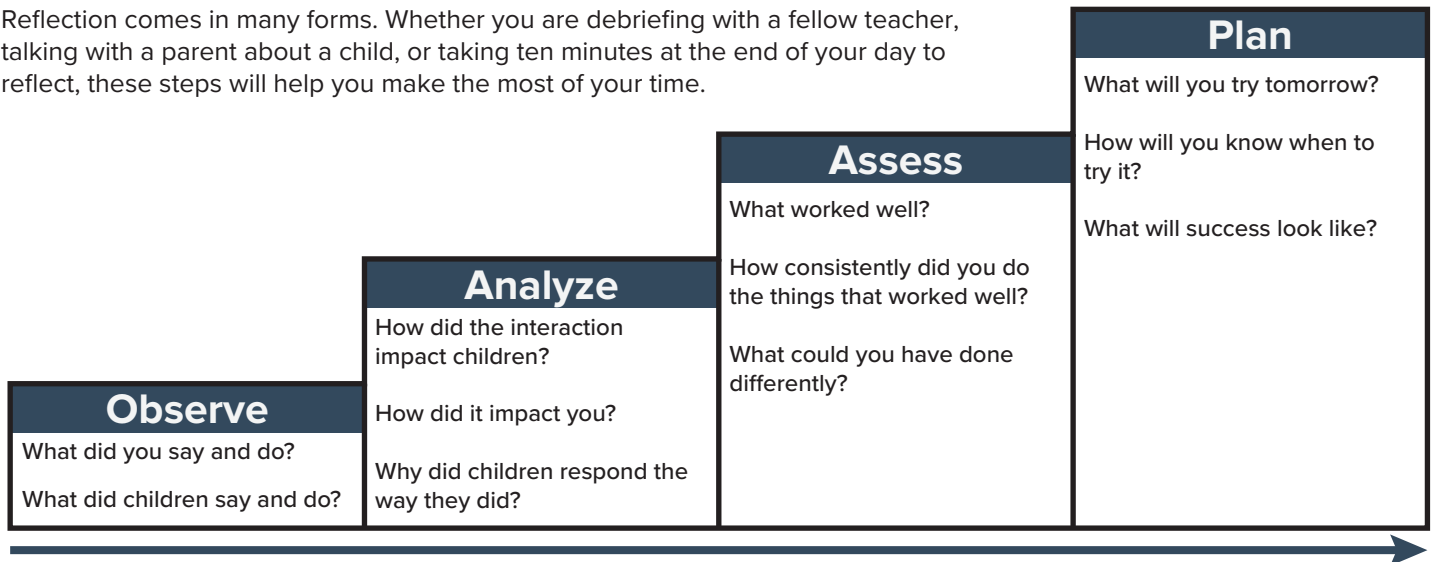 Reflection comes in many forms. Whether you are debriefing with a fellow teacher,
talking with a parent about a child, or taking ten minutes at the end of your day to
reflect, these steps will help you make the most of your time.
Observe
What did you say and do?
What did children say and do?
Analyze
How did the interaction
impact children?
How did it impact you?
Why did children respond the
way they did?
Assess
What worked well?
How consistently did you do
the things that worked well?
What could you have done
differently?
Plan
What will you try tomorrow?
How will you know when to
try it?
What will success look like?